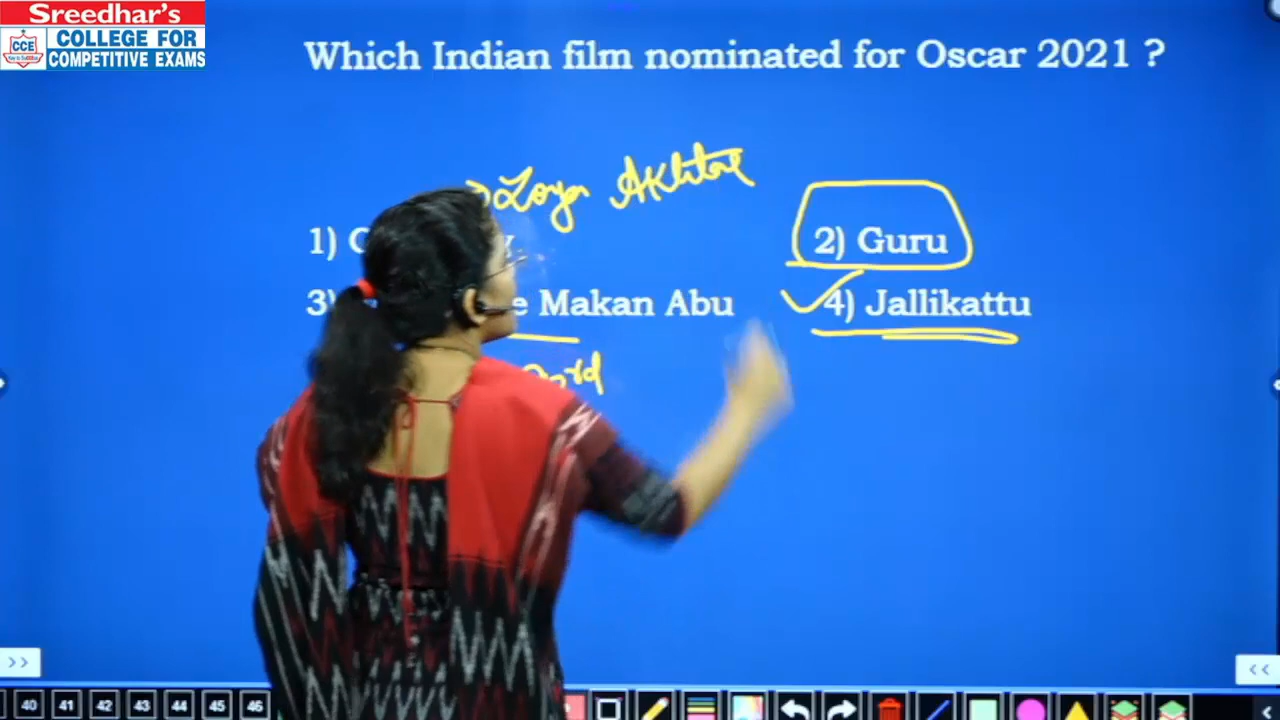 Sreedhar's
CCE
COLLEGE FOR
COMPETITIVE EXAMS
Which Indian film nominated for Oscar 2021 ?
Zoya Akhtar
1)
2) Guru
3) Makan Abu
4) Jallikattu
>>
<<
40 41 42 43 44 45 46